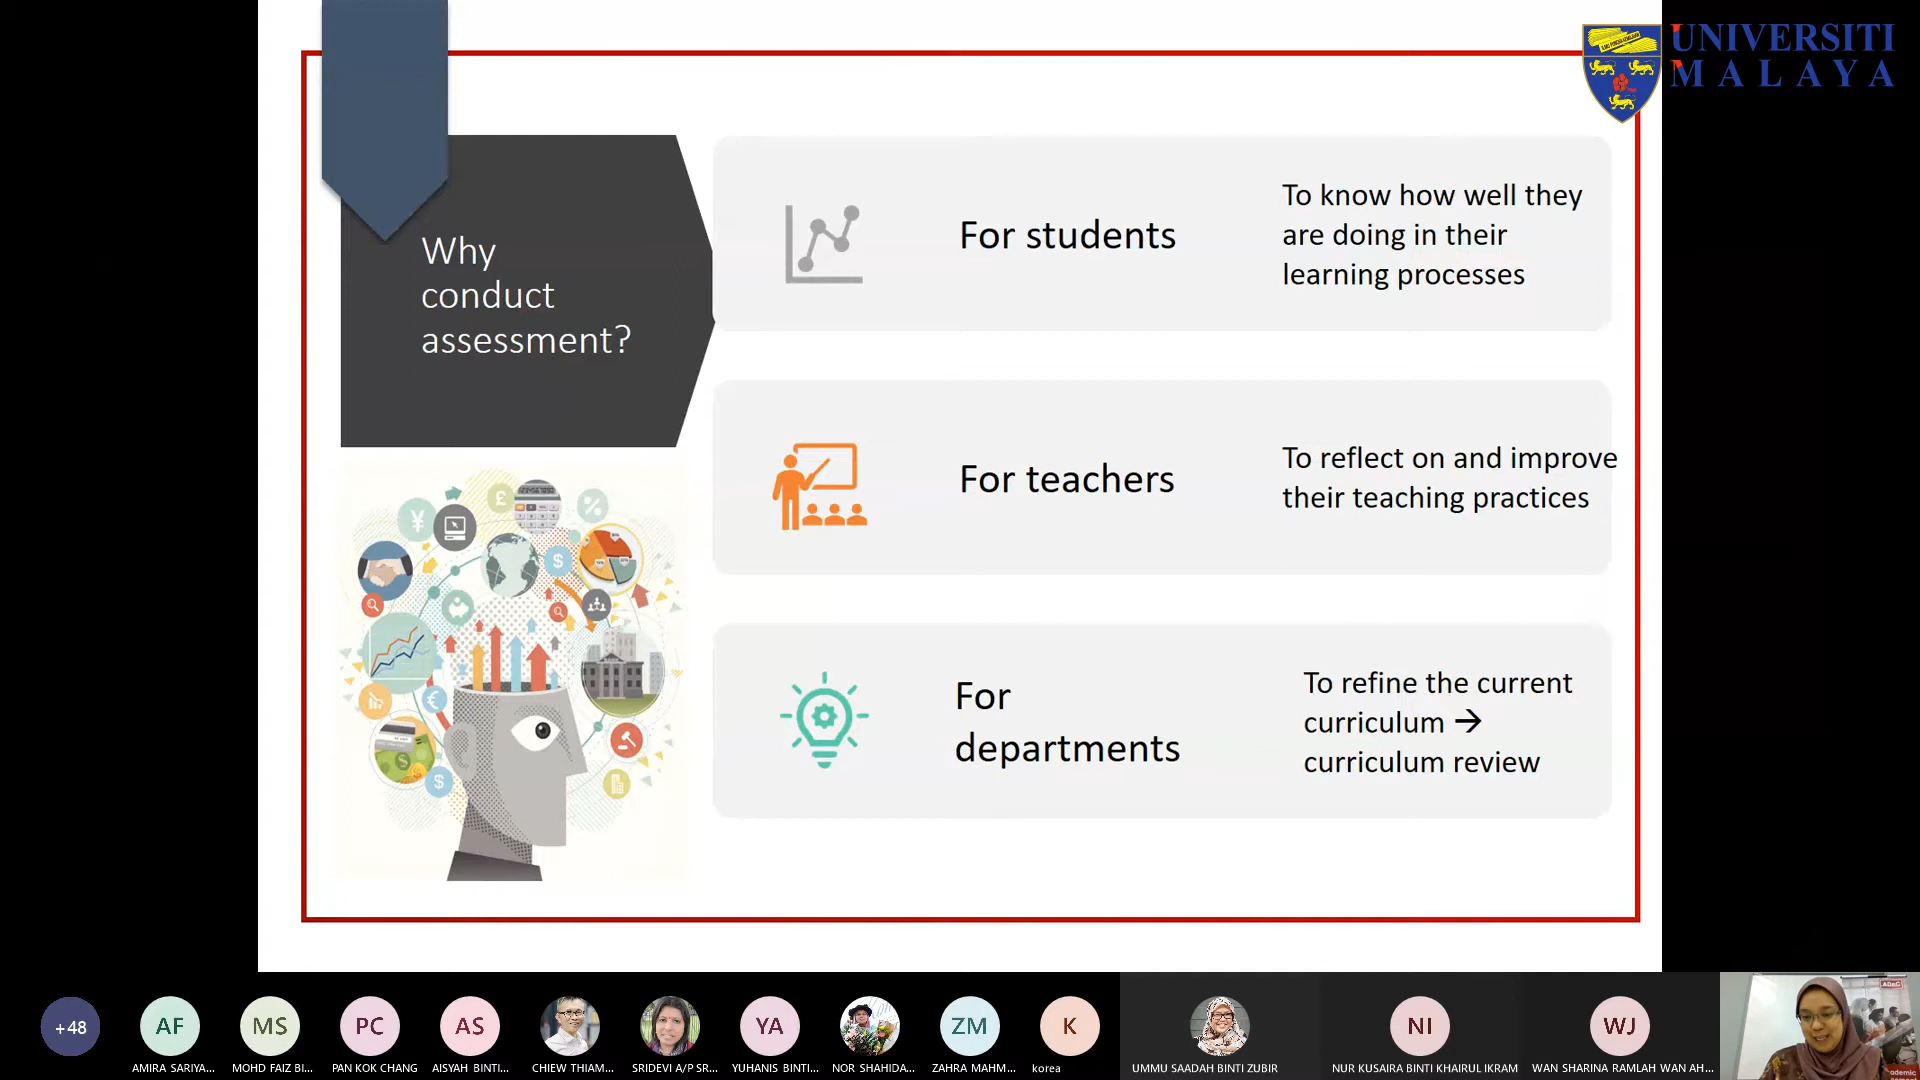 UNIVERSITI
MALAYA
Why
conduct
assessment?
For students
To know how well they
are doing in their
learning processes
For teachers
To reflect on and improve
their teaching practices
For
departments
To refine the current
curriculum →
curriculum review
+48
AF
MS
PC
AS
YA
ZM
K
NI
WJ
AMIRA SARIYA...
MOHD FAIZ BI...
PAN KOK CHANG
AISYAH BINTI...
CHIEW THIAM...
SRIDEVI A/P SR...
YUHANIS BINTI...
NOR SHAHIDA...
ZAHRA MAHM...
korea
UMMU SAADAH BINTI ZUBIR
NUR KUSAIRA BINTI KHAIRUL IKRAM
WAN SHARINA RAMLAH WAN AH...